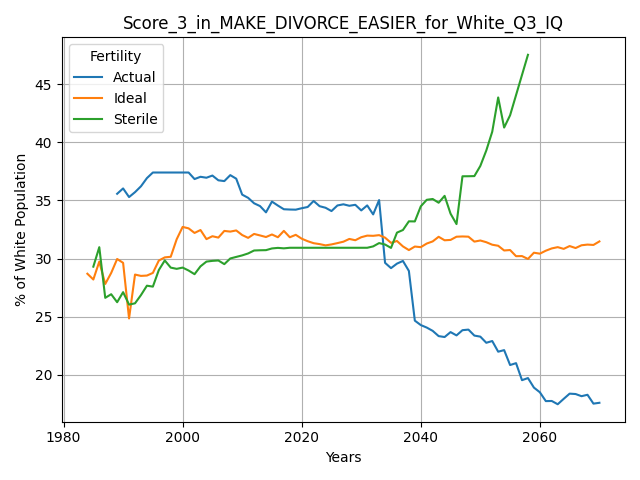 Score_3_in_MAKE_DIVORCE_EASIER_for_White_Q3_IQ
Fertility
Actual
Ideal
Sterile
% of White Population
45
40
35
30
25
20
1980
2000
2020
2040
2060
Years